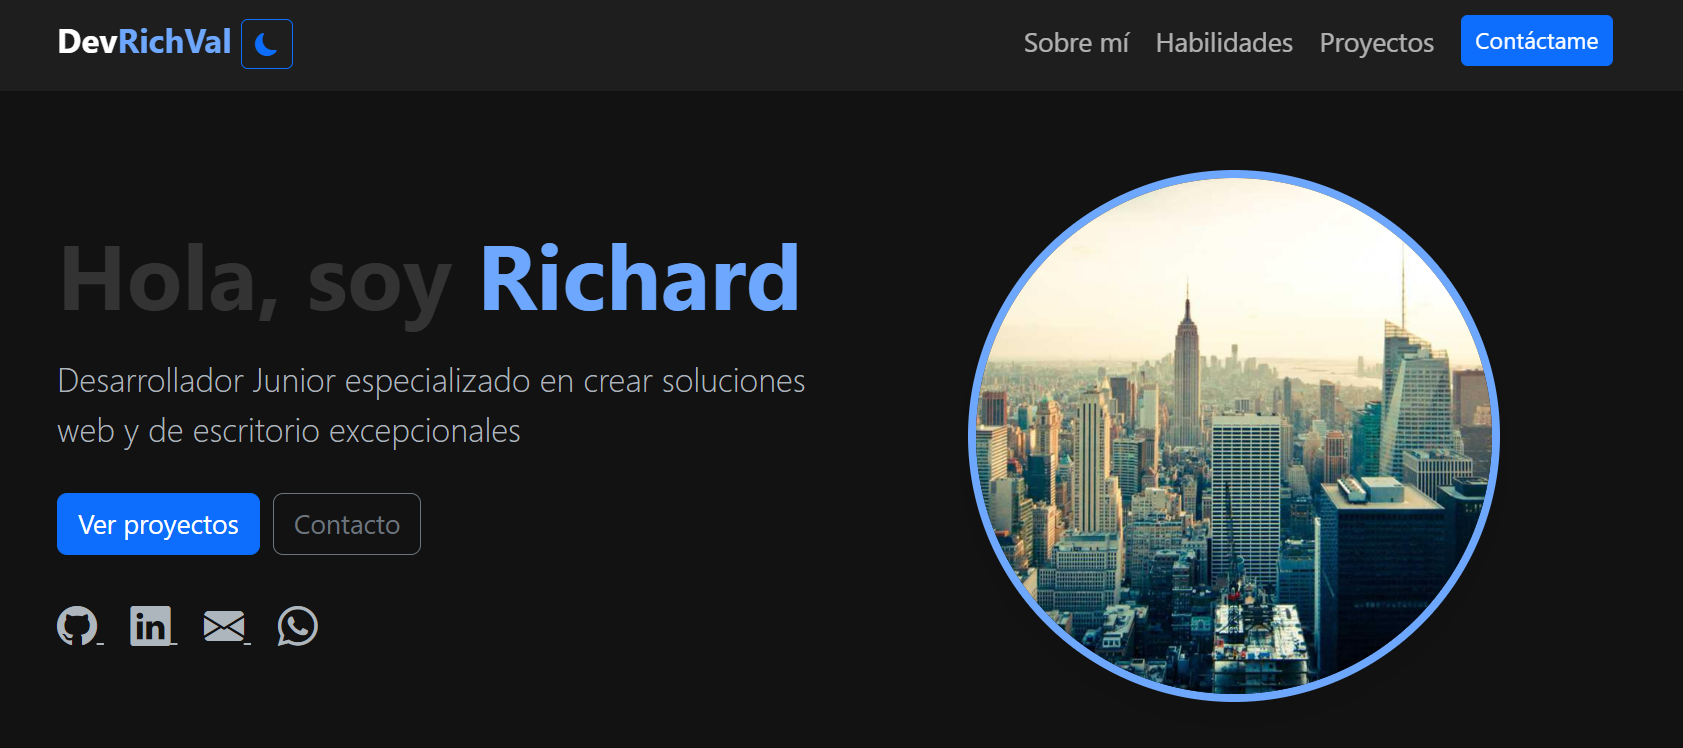 DevRichVal
Sobre mí
Habilidades
Proyectos
Contáctame
Hola, soy Richard
Desarrollador Junior especializado en crear soluciones
web y de escritorio excepcionales
Ver proyectos
Contacto
in